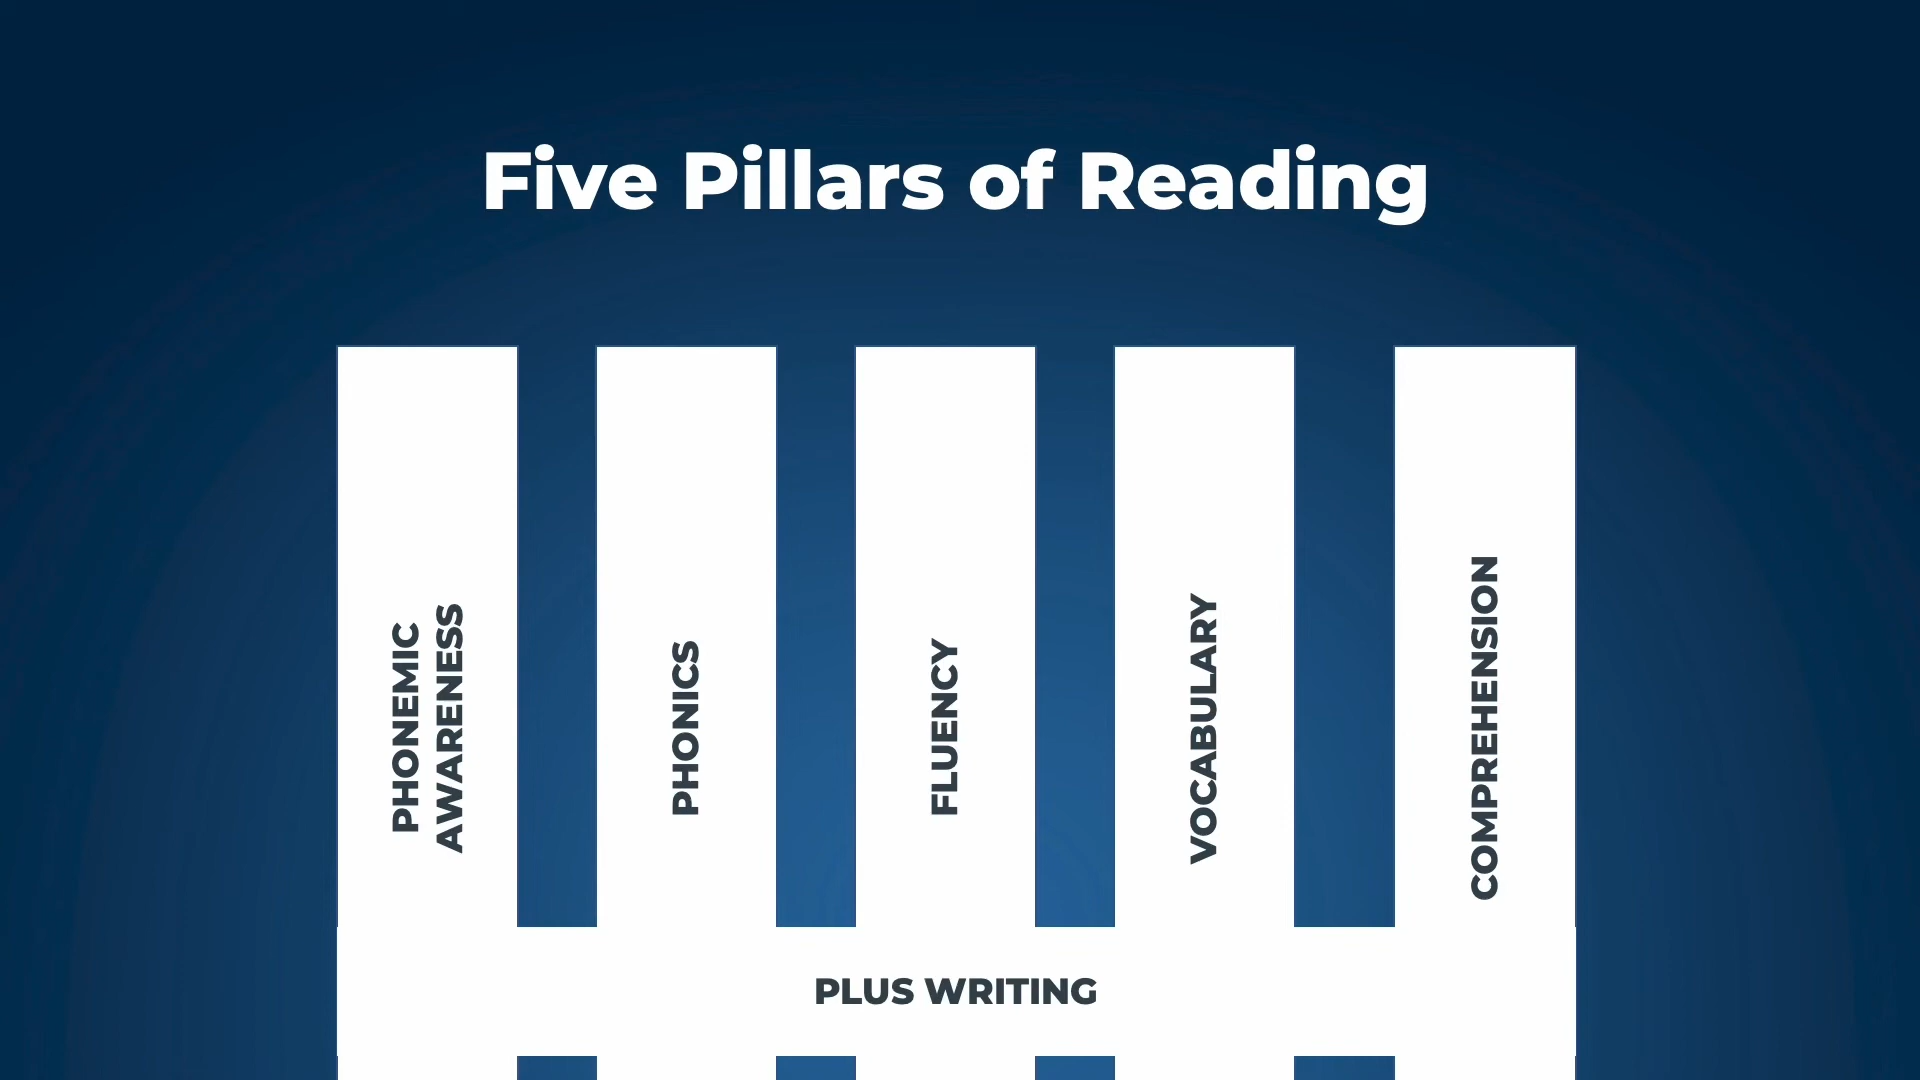 Five Pillars of Reading
PHONEMIC
AWARENESS
PHONICS
FLUENCY
VOCABULARY
COMPREHENSION
PLUS WRITING